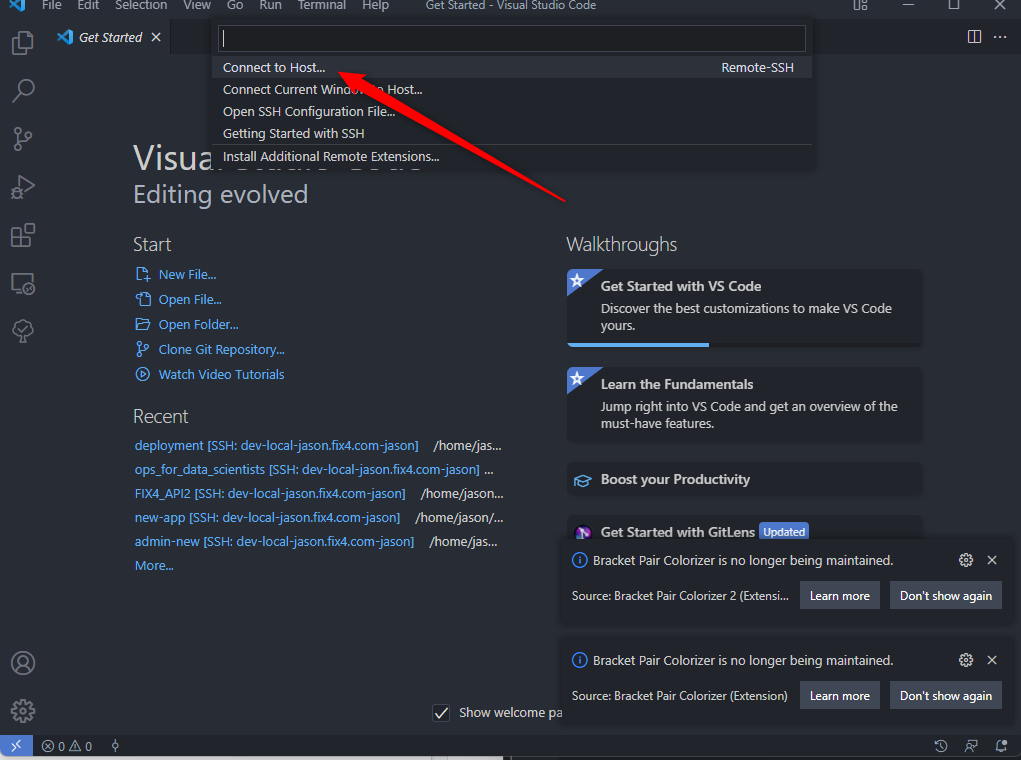 File Edit Selection View Go Run Terminal Help Get Started - Visual Studio Code
Get Started
Connect to Host... Remote-SSH
Connect Current Window to Host...
Open SSH Configuration File...
Getting Started with SSH
Install Additional Remote Extensions...
Visual Studio Code
Editing evolved
Start
New File...
Open File...
Open Folder...
Clone Git Repository...
Watch Video Tutorials
Recent
deployment [SSH: dev-local-jason.fix4.com-jason] /home/jas...
ops_for_data_scientists [SSH: dev-local-jason.fix4.com-jason] ...
FIX4_API2 [SSH: dev-local-jason.fix4.com-jason] /home/jason...
new-app [SSH: dev-local-jason.fix4.com-jason] /home/jason/...
admin-new [SSH: dev-local-jason.fix4.com-jason] /home/jas...
More...
Walkthroughs
Get Started with VS Code
Discover the best customizations to make VS Code
yours.
Learn the Fundamentals
Jump right into VS Code and get an overview of the
must-have features.
Boost your Productivity
Get Started with GitLens Updated
Bracket Pair Colorizer is no longer being maintained.
Source: Bracket Pair Colorizer 2 (Extensi... Learn more Don't show again
Bracket Pair Colorizer is no longer being maintained.
Source: Bracket Pair Colorizer (Extension) Learn more Don't show again
Show welcome pa
0 0